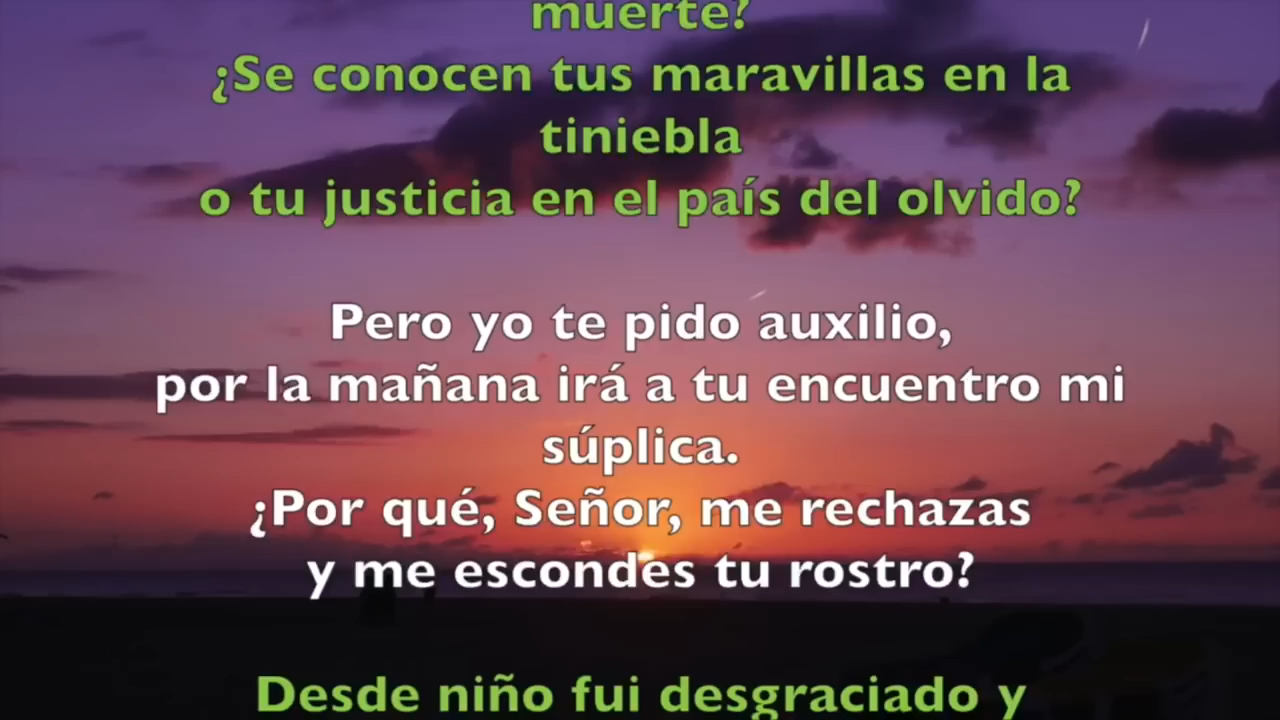 muerte?
¿Se conocen tus maravillas en la
tiniebla
o tu justicia en el país del olvido?
Pero yo te pido auxilio,
por la mañana irá a tu encuentro mi
súplica.
¿Por qué, Señor, me rechazas
y me escondes tu rostro?
Desde niño fui desgraciado y